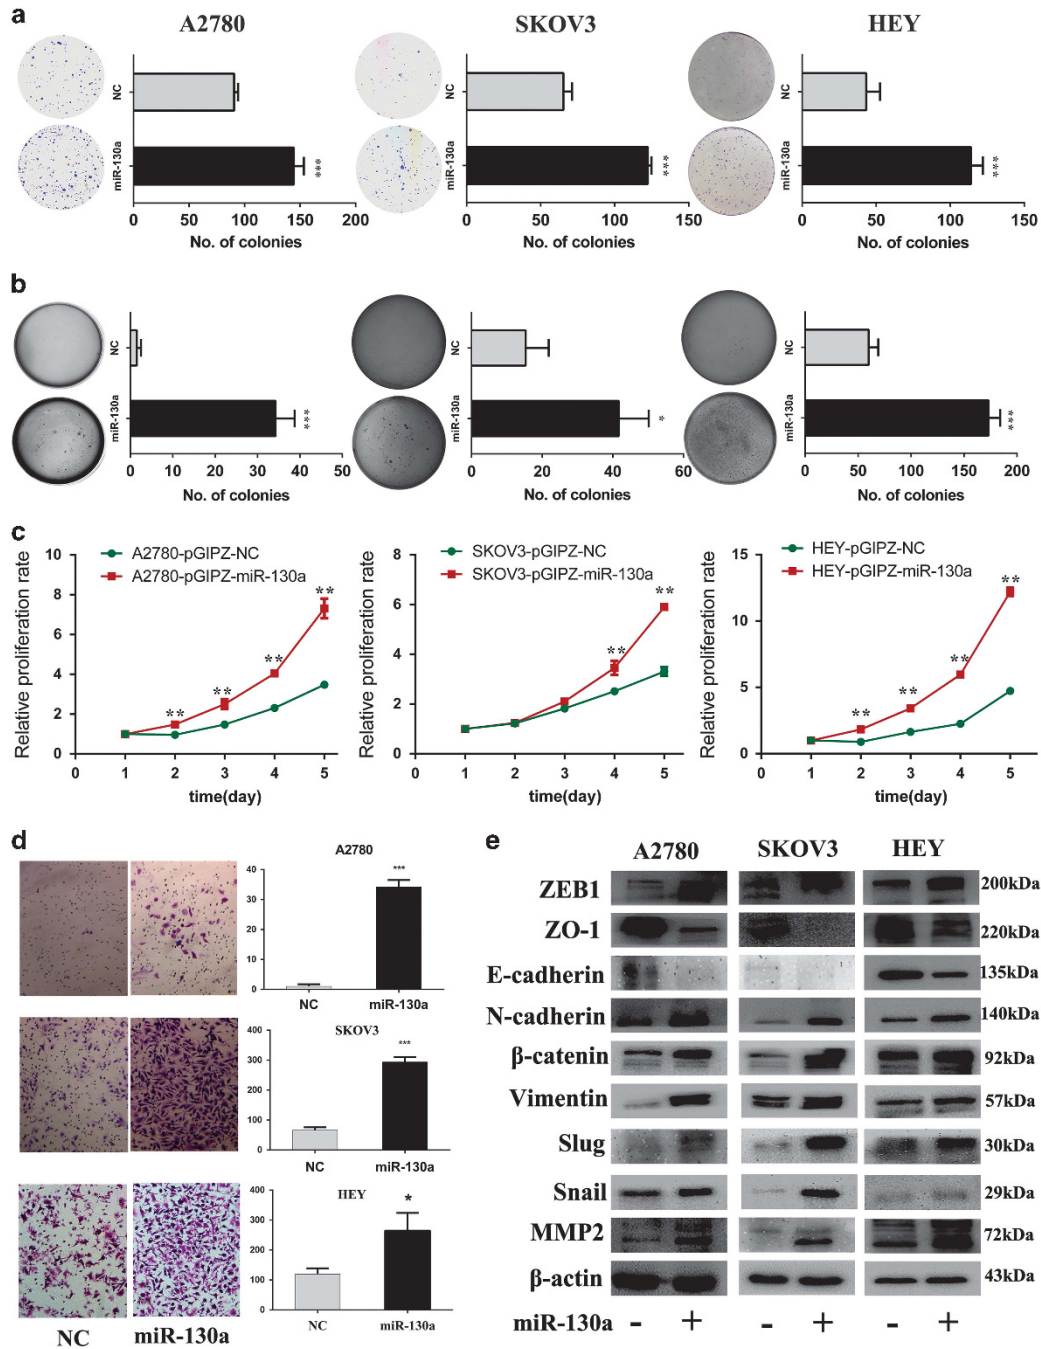 a
A2780
SKOV3
HEY
NC
miR-130a
***
0 50 100 150 200
No. of colonies
NC
miR-130a
***
0 50 100 150
No. of colonies
NC
miR-130a
***
0 50 100 150
No. of colonies
b
NC
miR-130a
***
0 10 20 30 40 50
No. of colonies
NC
miR-130a
*
0 20 40 60
No. of colonies
NC
miR-130a
***
0 50 100 150 200
No. of colonies
c
Relative proliferation rate
10
8
6
4
2
0
A2780-pGIPZ-NC
A2780-pGIPZ-miR-130a
** ** ** **
0 1 2 3 4 5
time(day)
Relative proliferation rate
8
6
4
2
0
SKOV3-pGIPZ-NC
SKOV3-pGIPZ-miR-130a
** **
0 1 2 3 4 5
time(day)
Relative proliferation rate
15
10
5
0
HEY-pGIPZ-NC
HEY-pGIPZ-miR-130a
** ** ** **
0 1 2 3 4 5
time(day)
d
A2780
40
30
20
10
0
***
NC miR-130a
SKOV3
400
300
200
100
0
***
NC miR-130a
HEY
400
300
200
100
0
*
NC miR-130a
NC miR-130a
e
A2780 SKOV3 HEY
ZEB1 200kDa
ZO-1 220kDa
E-cadherin 135kDa
N-cadherin 140kDa
β-catenin 92kDa
Vimentin 57kDa
Slug 30kDa
Snail 29kDa
MMP2 72kDa
β-actin 43kDa
miR-130a - + - + - +